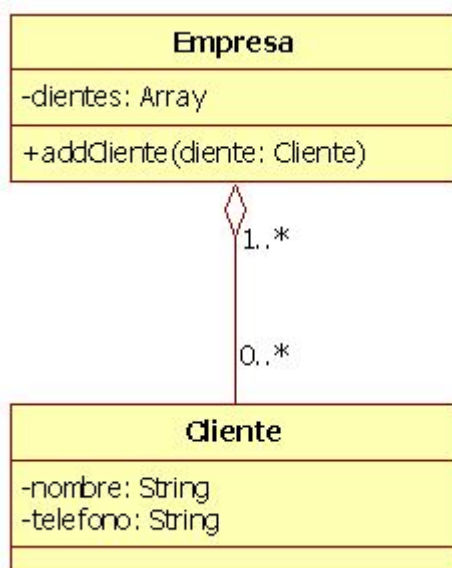 Empresa
-clientes: Array
+addCliente(cliente: Cliente)
1..*
0..*
Cliente
-nombre: String
-telefono: String